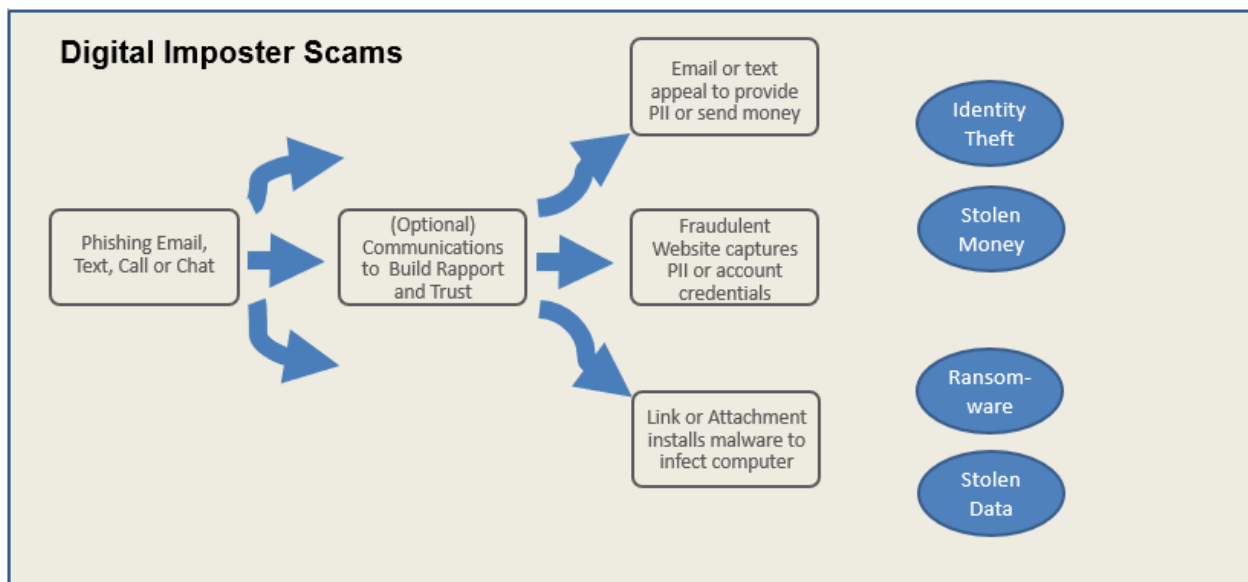 Digital Imposter Scams
Phishing Email,
Text, Call or Chat
(Optional)
Communications
to Build Rapport
and Trust
Email or text
appeal to provide
PII or send money
Fraudulent
Website captures
PII or account
credentials
Link or Attachment
installs malware to
infect computer
Identity
Theft
Stolen
Money
Ransom-
ware
Stolen
Data